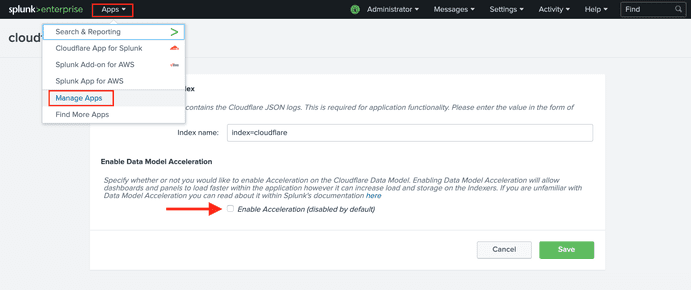 splunk>enterprise Apps Administrator Messages Settings Activity Help Find
cloudf
Search & Reporting
Cloudflare App for Splunk
Splunk Add-on for AWS
Splunk App for AWS
Manage Apps
Find More Apps
dex
contains the Cloudflare JSON logs. This is required for application functionality. Please enter the value in the form of
Index name: index=cloudflare
Enable Data Model Acceleration
Specify whether or not you would like to enable Acceleration on the Cloudflare Data Model. Enabling Data Model Acceleration will allow
dashboards and panels to load faster within the application however it can increase load and storage on the Indexers. If you are unfamiliar with
Data Model Acceleration you can read about it within Splunk's documentation here
Enable Acceleration (disabled by default)
Cancel Save